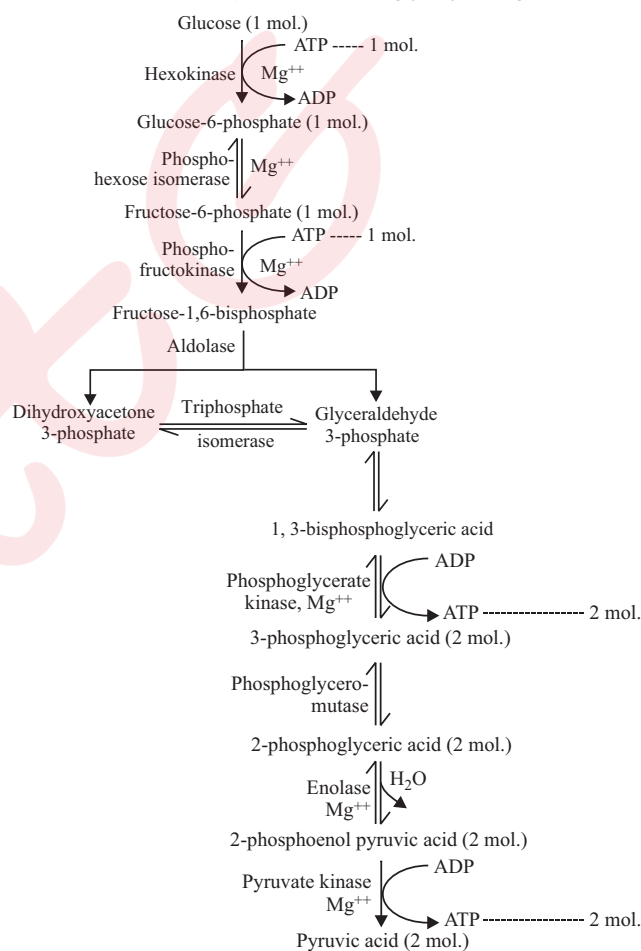 Glucose (1 mol.)
ATP ----- 1 mol.
Hexokinase Mg++
ADP
Glucose-6-phosphate (1 mol.)
Phospho-
hexose isomerase Mg++
Fructose-6-phosphate (1 mol.)
ATP ----- 1 mol.
Phospho-
fructokinase Mg++
ADP
Fructose-1,6-bisphosphate
Aldolase
Dihydroxyacetone
3-phosphate
Triphosphate
isomerase
Glyceraldehyde
3-phosphate
1, 3-bisphosphoglyceric acid
ADP
Phosphoglycerate
kinase, Mg++
ATP ---------------- 2 mol.
3-phosphoglyceric acid (2 mol.)
Phosphoglycero-
mutase
2-phosphoglyceric acid (2 mol.)
Enolase H2O
Mg++
2-phosphoenol pyruvic acid (2 mol.)
ADP
Pyruvate kinase
Mg++
ATP ---------------- 2 mol.
Pyruvic acid (2 mol.)